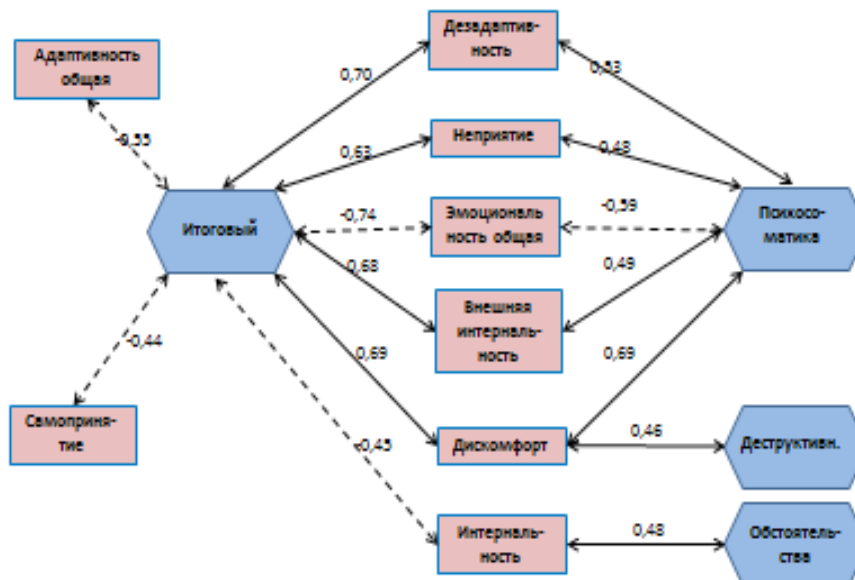 Дезадаптив-
ность
Адаптивность
общая
0,70
0,53
-0,55
Неприятие
0,63
0,48
Итоговый
-0,74
Эмоциональ
ность общая
-0,59
Психосо-
матика
0,68
0,49
Внешняя
интерналь-
ность
-0,44
0,69
0,69
Самоприня-
тие
-0,45
Дискомфорт
0,46
Деструктивн.
Интерналь-
ность
0,48
Обстоятель-
ства